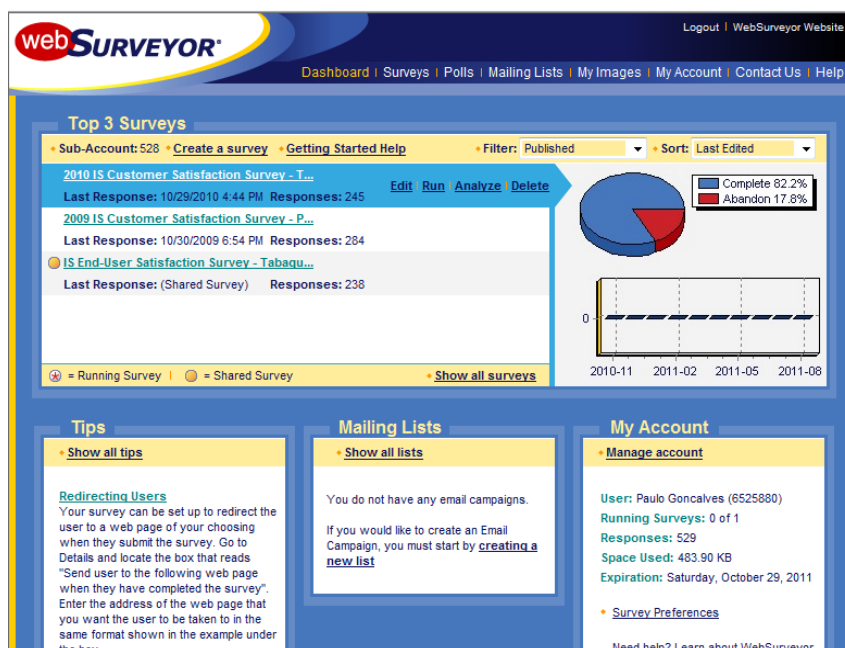 Logout | WebSurveyor Website
webSURVEYOR
Dashboard | Surveys | Polls | Mailing Lists | My Images | My Account | Contact Us | Help
Top 3 Surveys
Sub-Account: 528 Create a survey Getting Started Help Filter: Published Sort: Last Edited
2010 IS Customer Satisfaction Survey - T...
Last Response: 10/29/2010 4:44 PM Responses: 245
Edit | Run | Analyze | Delete
2009 IS Customer Satisfaction Survey - P...
Last Response: 10/30/2009 6:54 PM Responses: 284
IS End-User Satisfaction Survey - Tabaqu...
Last Response: (Shared Survey) Responses: 238
= Running Survey | = Shared Survey Show all surveys
Complete 82.2%
Abandon 17.8%
0
2010-11 2011-02 2011-05 2011-08
Tips
Show all tips
Redirecting Users
Your survey can be set up to redirect the
user to a web page of your choosing
when they submit the survey. Go to
Details and locate the box that reads
"Send user to the following web page
when they have completed the survey".
Enter the address of the web page that
you want the user to be taken to in the
same format shown in the example under
the box
Mailing Lists
Show all lists
You do not have any email campaigns.
If you would like to create an Email
Campaign, you must start by creating a
new list
My Account
Manage account
User: Paulo Goncalves (6525880)
Running Surveys: 0 of 1
Responses: 529
Space Used: 483.90 KB
Expiration: Saturday, October 29, 2011
Survey Preferences
Need help? Learn about WebSurveyor